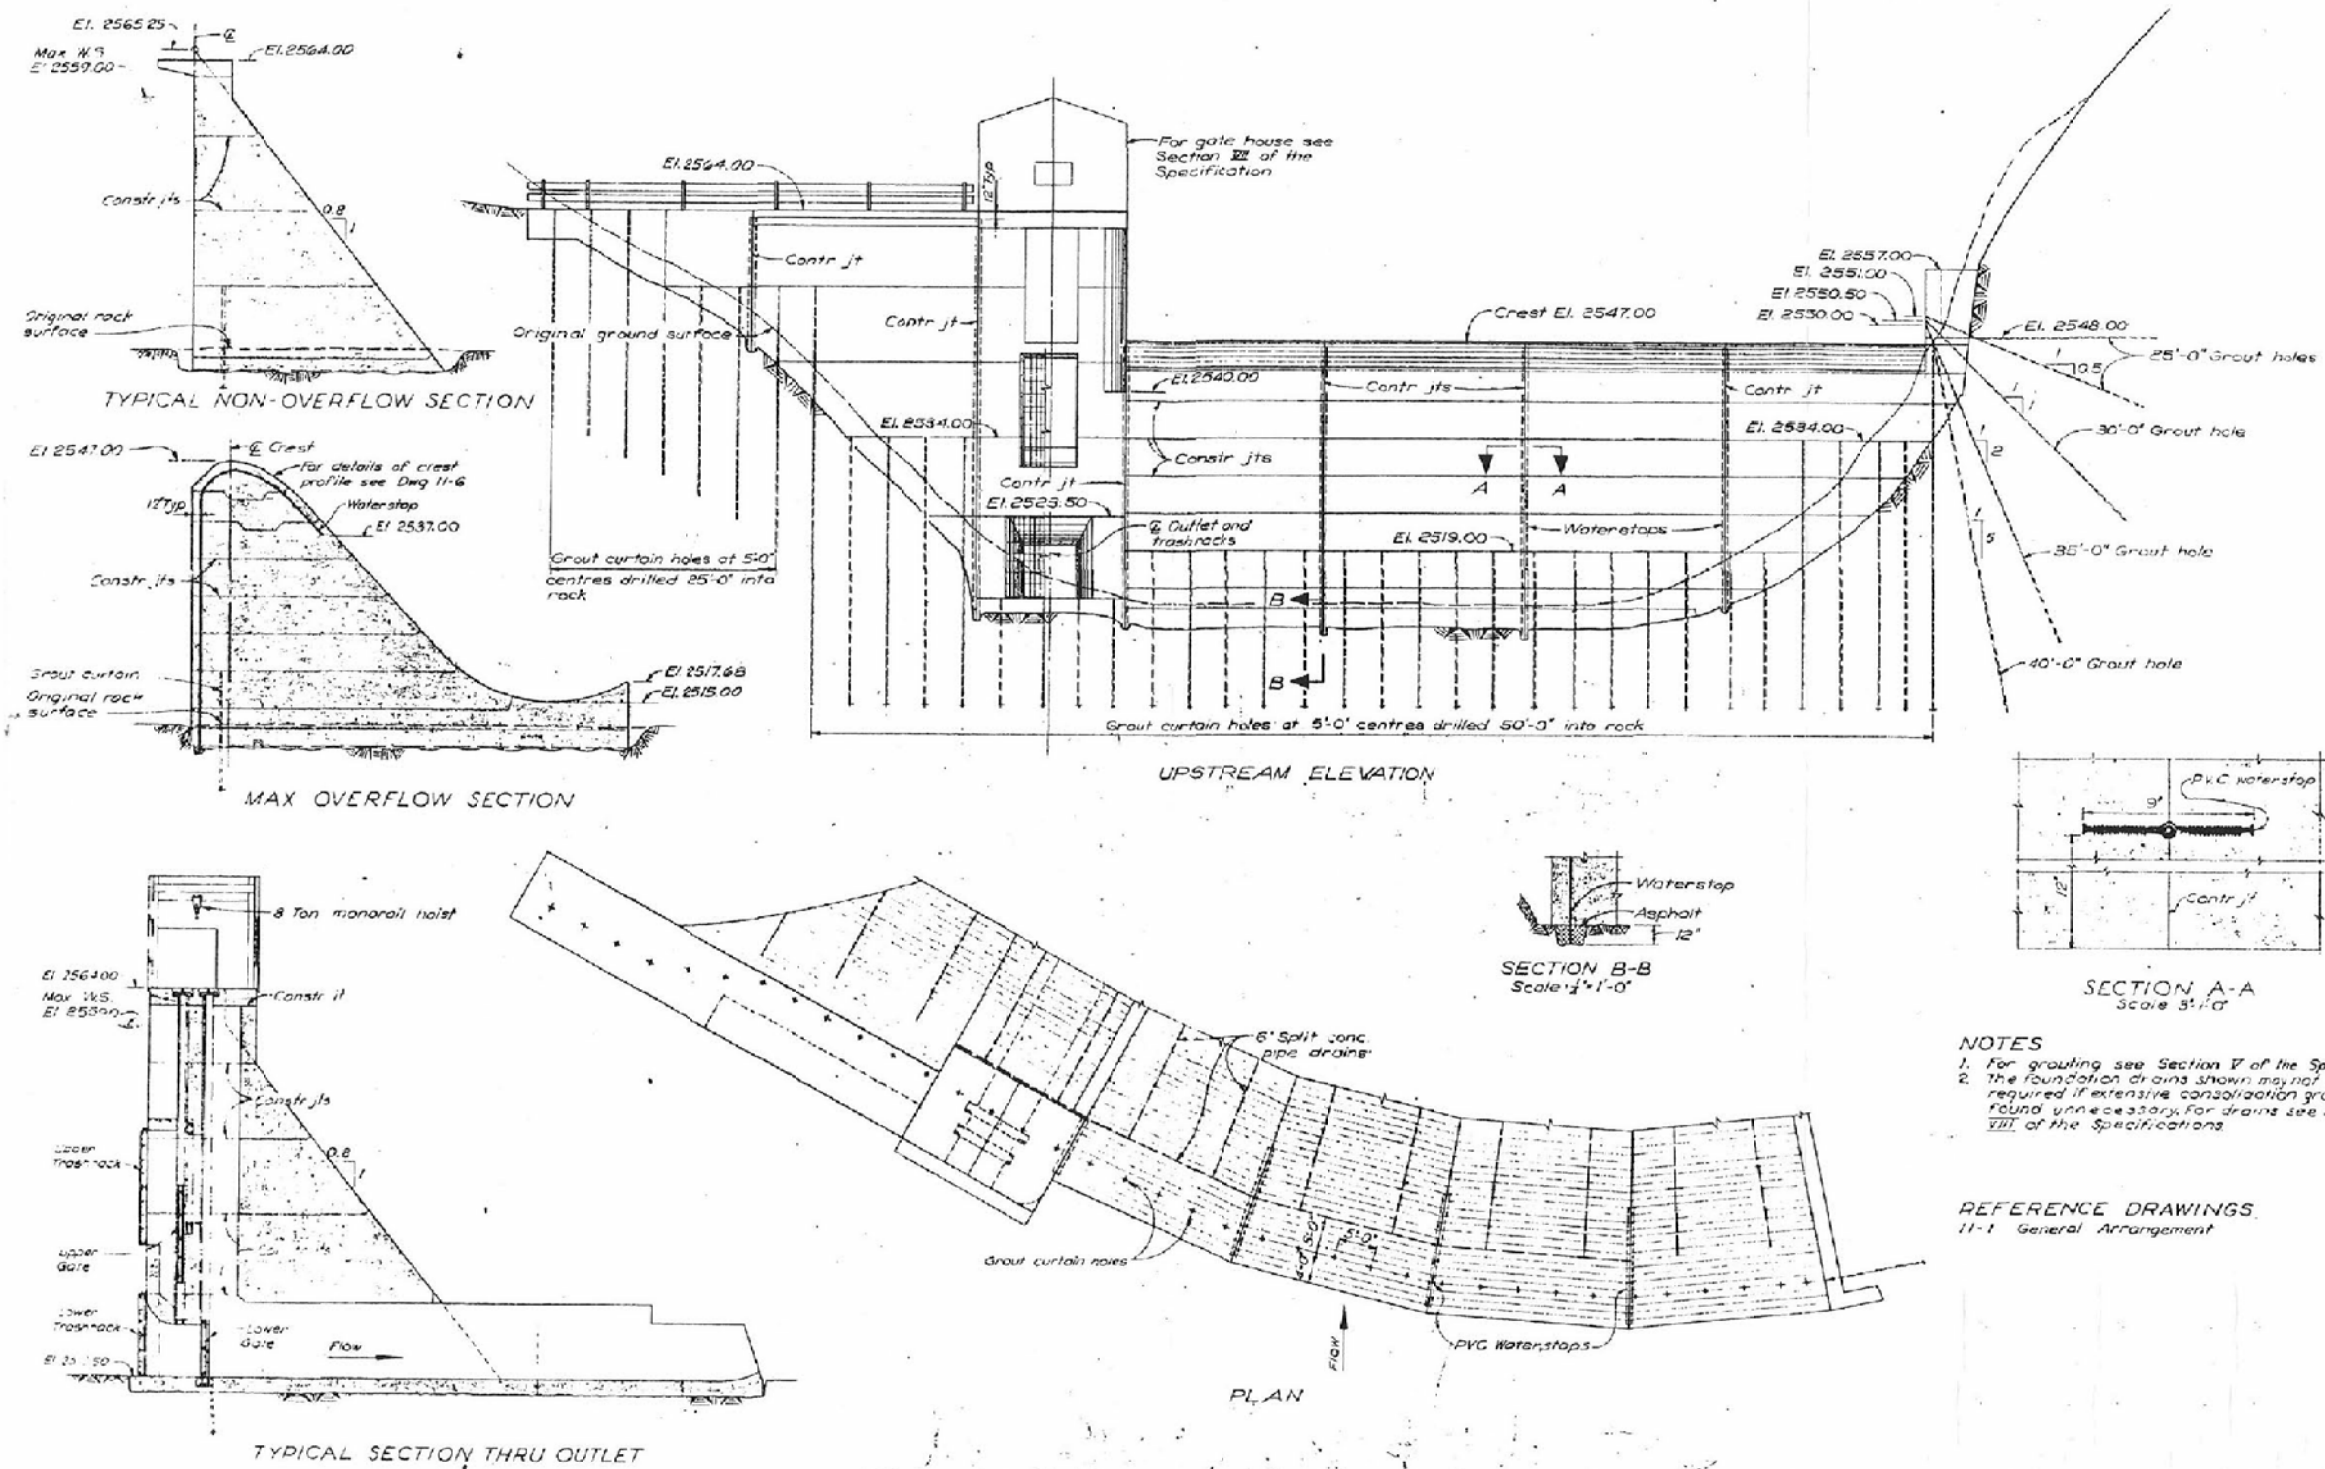 El. 2565.25
℄
Max W.S.
El 2559.00
El. 2564.00
Constr. jts
0.8
1
Original rock
surface
TYPICAL NON-OVERFLOW SECTION
El 2547.00
℄ Crest
For details of crest
profile see Dwg 11-6
12" Typ
Waterstop
El 2537.00
Constr. jts
Grout curtain
Original rock
surface
El. 2517.68
El. 2515.00
MAX OVERFLOW SECTION
El. 2564.00
12" Typ
For gate house see
Section VII of the
Specification
Contr jt
Original ground surface
Contr jt
El. 2534.00
Contr jt
El. 2523.50
℄ Outlet and
trashracks
Grout curtain holes at 5'-0"
centres drilled 25'-0" into
rock
Crest El. 2547.00
El. 2540.00
Contr jts
Contr jt
Constr jts
A
A
El. 2534.00
El. 2519.00
Waterstops
B
B
El. 2557.00
El. 2551.00
El. 2550.50
El. 2550.00
El. 2548.00
25'-0" Grout holes
1
0.5
1
1
30'-0" Grout hole
1
2
35'-0" Grout hole
1
5
40'-0" Grout hole
Grout curtain holes at 5'-0" centres drilled 50'-0" into rock
UPSTREAM ELEVATION
P.V.C waterstop
9"
12"
Contr jt
SECTION A-A
Scale 3"=1'-0"
Waterstop
Asphalt
12"
SECTION B-B
8 Ton monorail hoist
El 2564.00
Max W.S.
Constr jt
Constr jts
Upper
Trashrack
0.8
1
Upper
Gate
Lower
Trashrack
Lower
Gate
Flow
TYPICAL SECTION THRU OUTLET
6" Split conc.
pipe drains
Grout curtain holes
4'-0"
5'-0"
5'-0"
Flow
PVC Waterstops
PLAN
NOTES
1. For grouting see Section V of the Sp
2. The foundation drains shown may not
required if extensive consolidation gro
found unnecessary. For drains see
VIII of the Specifications
REFERENCE DRAWINGS
11-1 General Arrangement